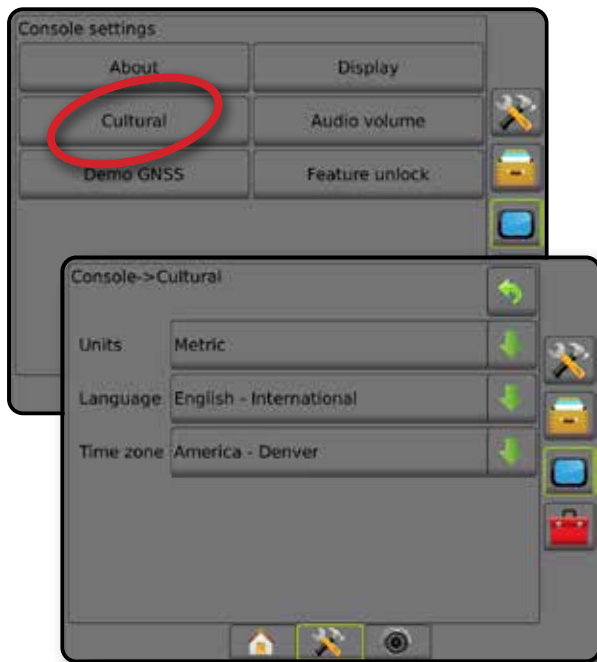 Console settings
About Display
Cultural Audio volume
Demo GNSS Feature unlock
Console->Cultural
Units Metric
Language English - International
Time zone America - Denver